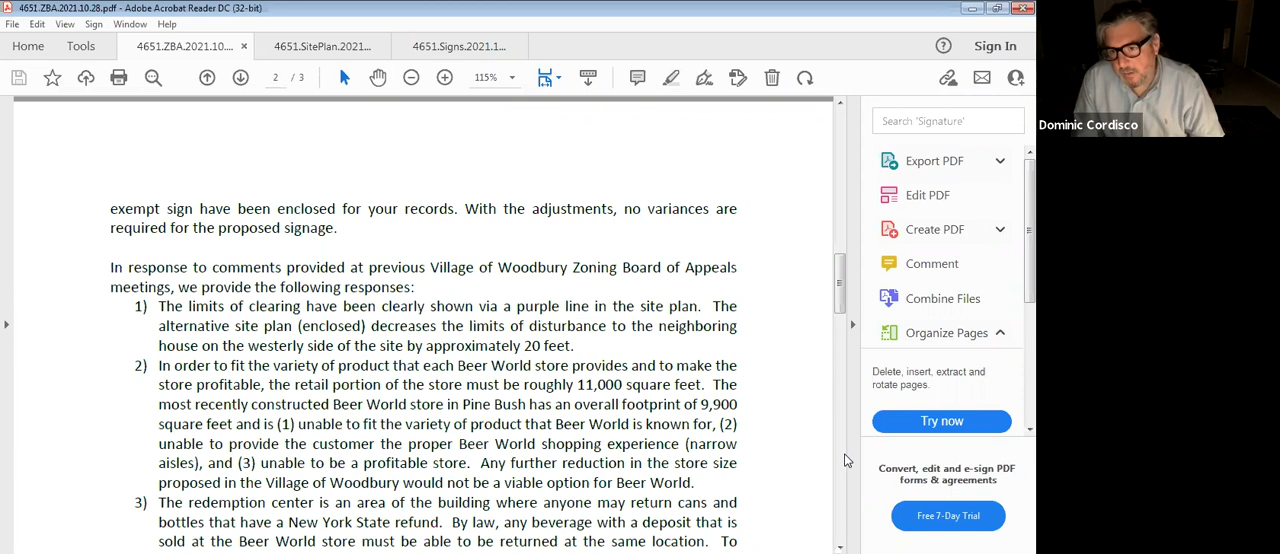 4651.ZBA.2021.10.28.pdf - Adobe Acrobat Reader DC (32-bit)
File Edit View Sign Window Help
Home Tools 4651.ZBA.2021.10.... × 4651.SitePlan.2021... 4651.Signs.2021.1... Sign In
2 / 3 115%
Dominic Cordisco
exempt sign have been enclosed for your records. With the adjustments, no variances are
required for the proposed signage.
In response to comments provided at previous Village of Woodbury Zoning Board of Appeals
meetings, we provide the following responses:
1) The limits of clearing have been clearly shown via a purple line in the site plan. The
alternative site plan (enclosed) decreases the limits of disturbance to the neighboring
house on the westerly side of the site by approximately 20 feet.
2) In order to fit the variety of product that each Beer World store provides and to make the
store profitable, the retail portion of the store must be roughly 11,000 square feet. The
most recently constructed Beer World store in Pine Bush has an overall footprint of 9,900
square feet and is (1) unable to fit the variety of product that Beer World is known for, (2)
unable to provide the customer the proper Beer World shopping experience (narrow
aisles), and (3) unable to be a profitable store. Any further reduction in the store size
proposed in the Village of Woodbury would not be a viable option for Beer World.
3) The redemption center is an area of the building where anyone may return cans and
bottles that have a New York State refund. By law, any beverage with a deposit that is
sold at the Beer World store must be able to be returned at the same location. To
Search 'Signature'
Export PDF
Edit PDF
Create PDF
Comment
Combine Files
Organize Pages
Delete, insert, extract and
rotate pages.
Try now
Convert, edit and e-sign PDF
forms & agreements
Free 7-Day Trial